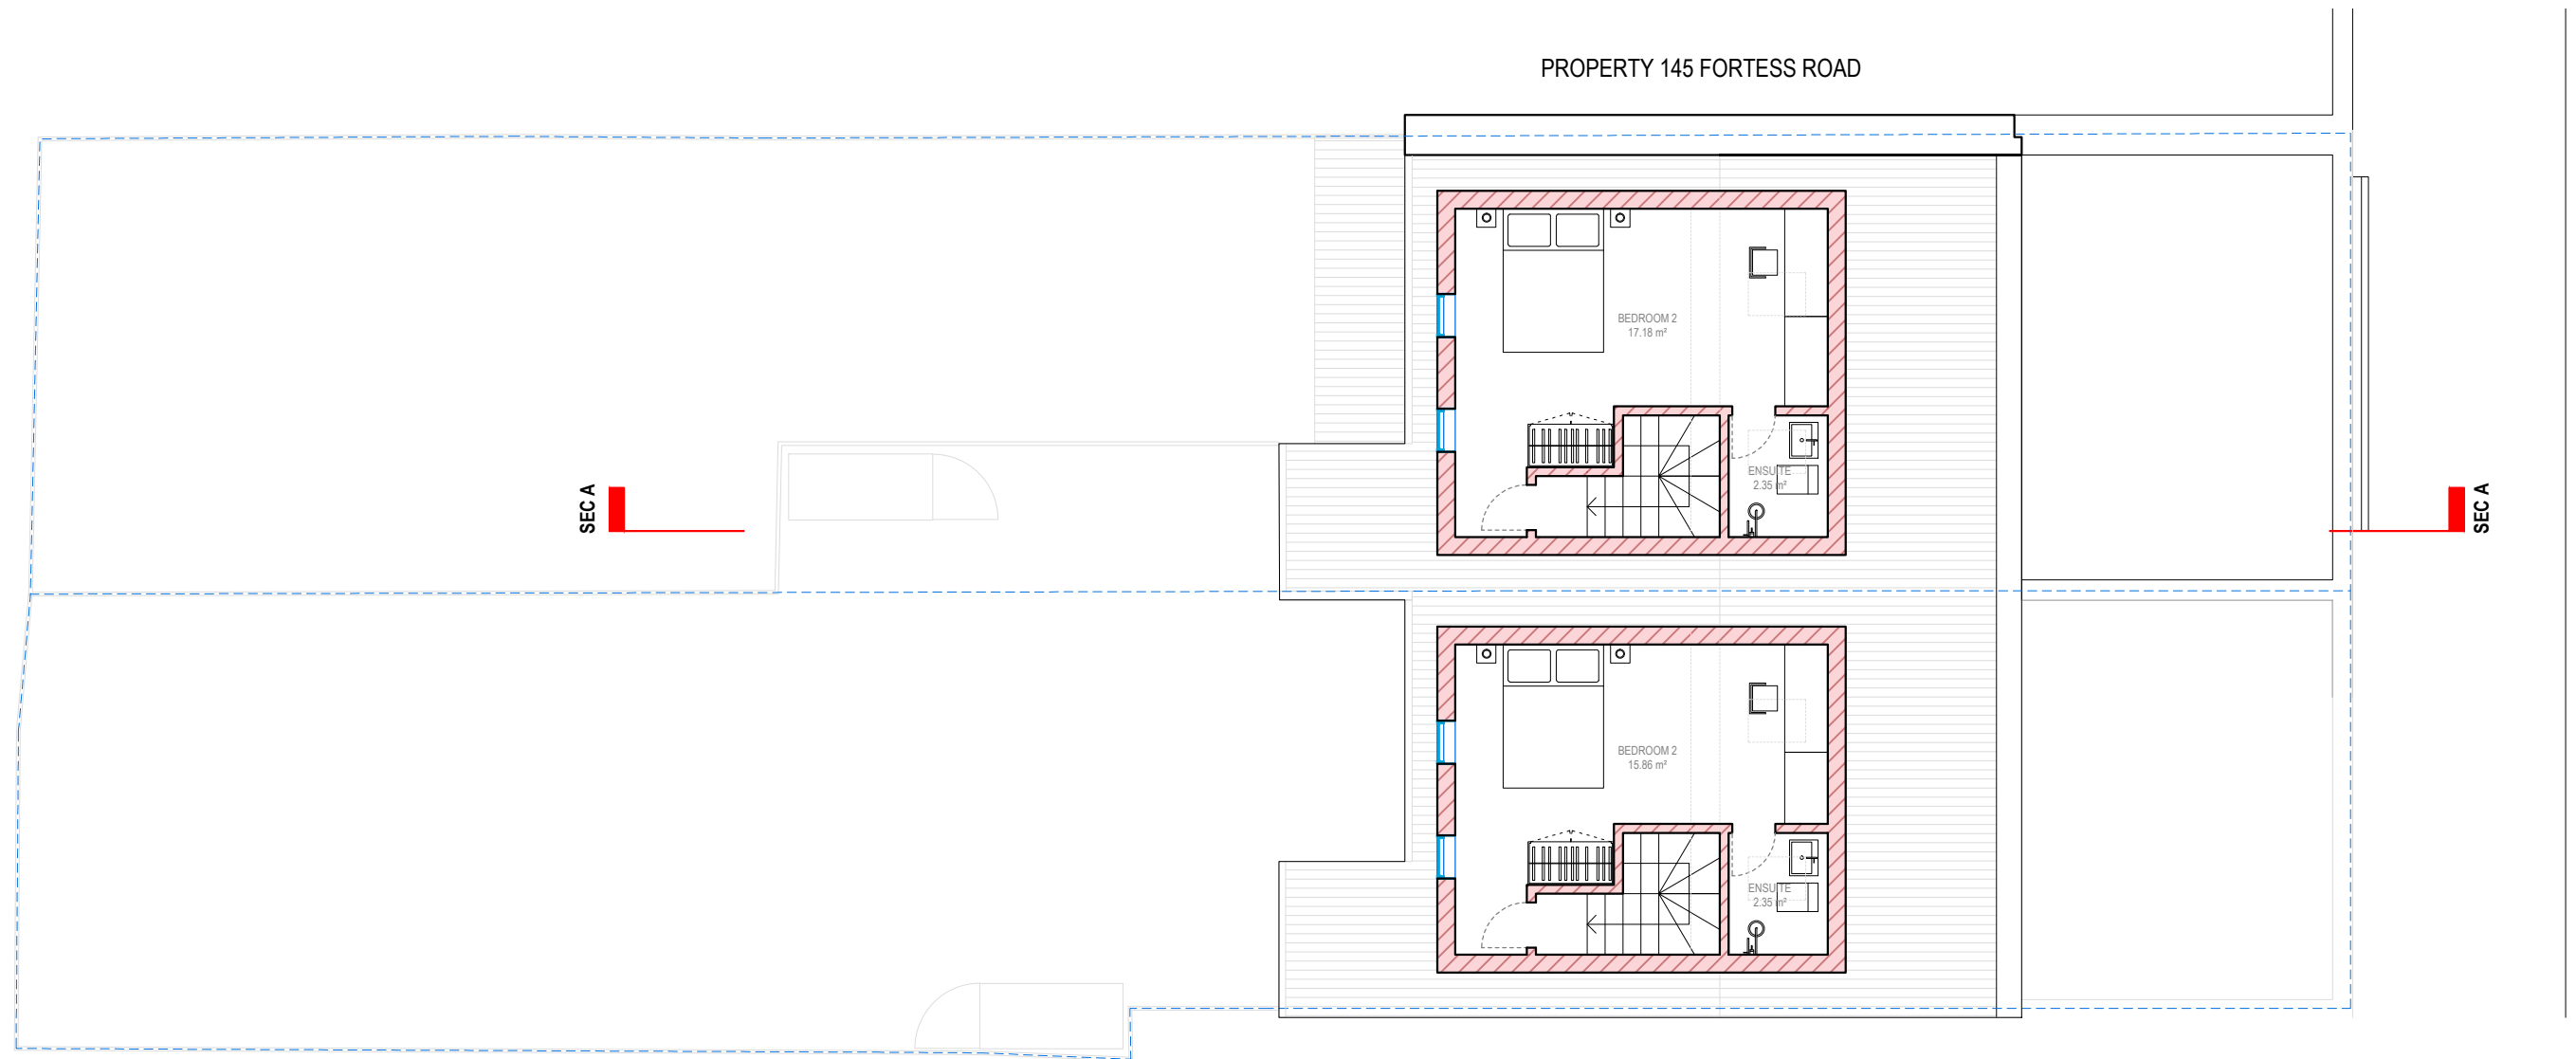 PROPERTY 145 FORTESS ROAD
BEDROOM 2
17.18 m²
ENSUITE
2.35 m²
SEC A
SEC A
BEDROOM 2
15.86 m²
ENSUITE
2.35 m²